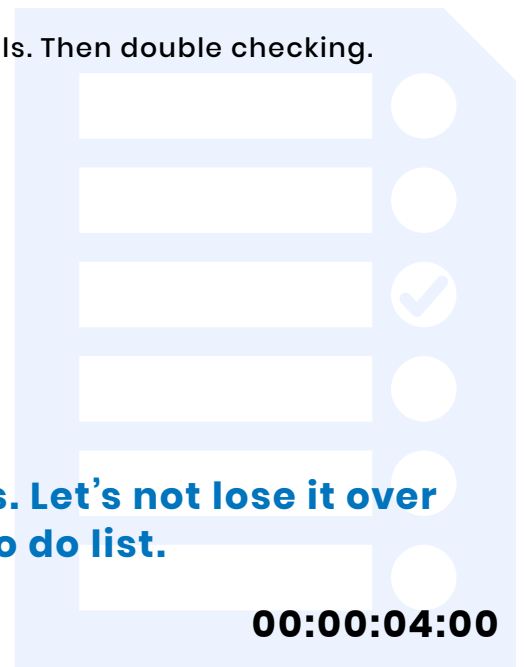 ls. Then double checking.
s. Let’s not lose it over
o do list.
00:00:04:00